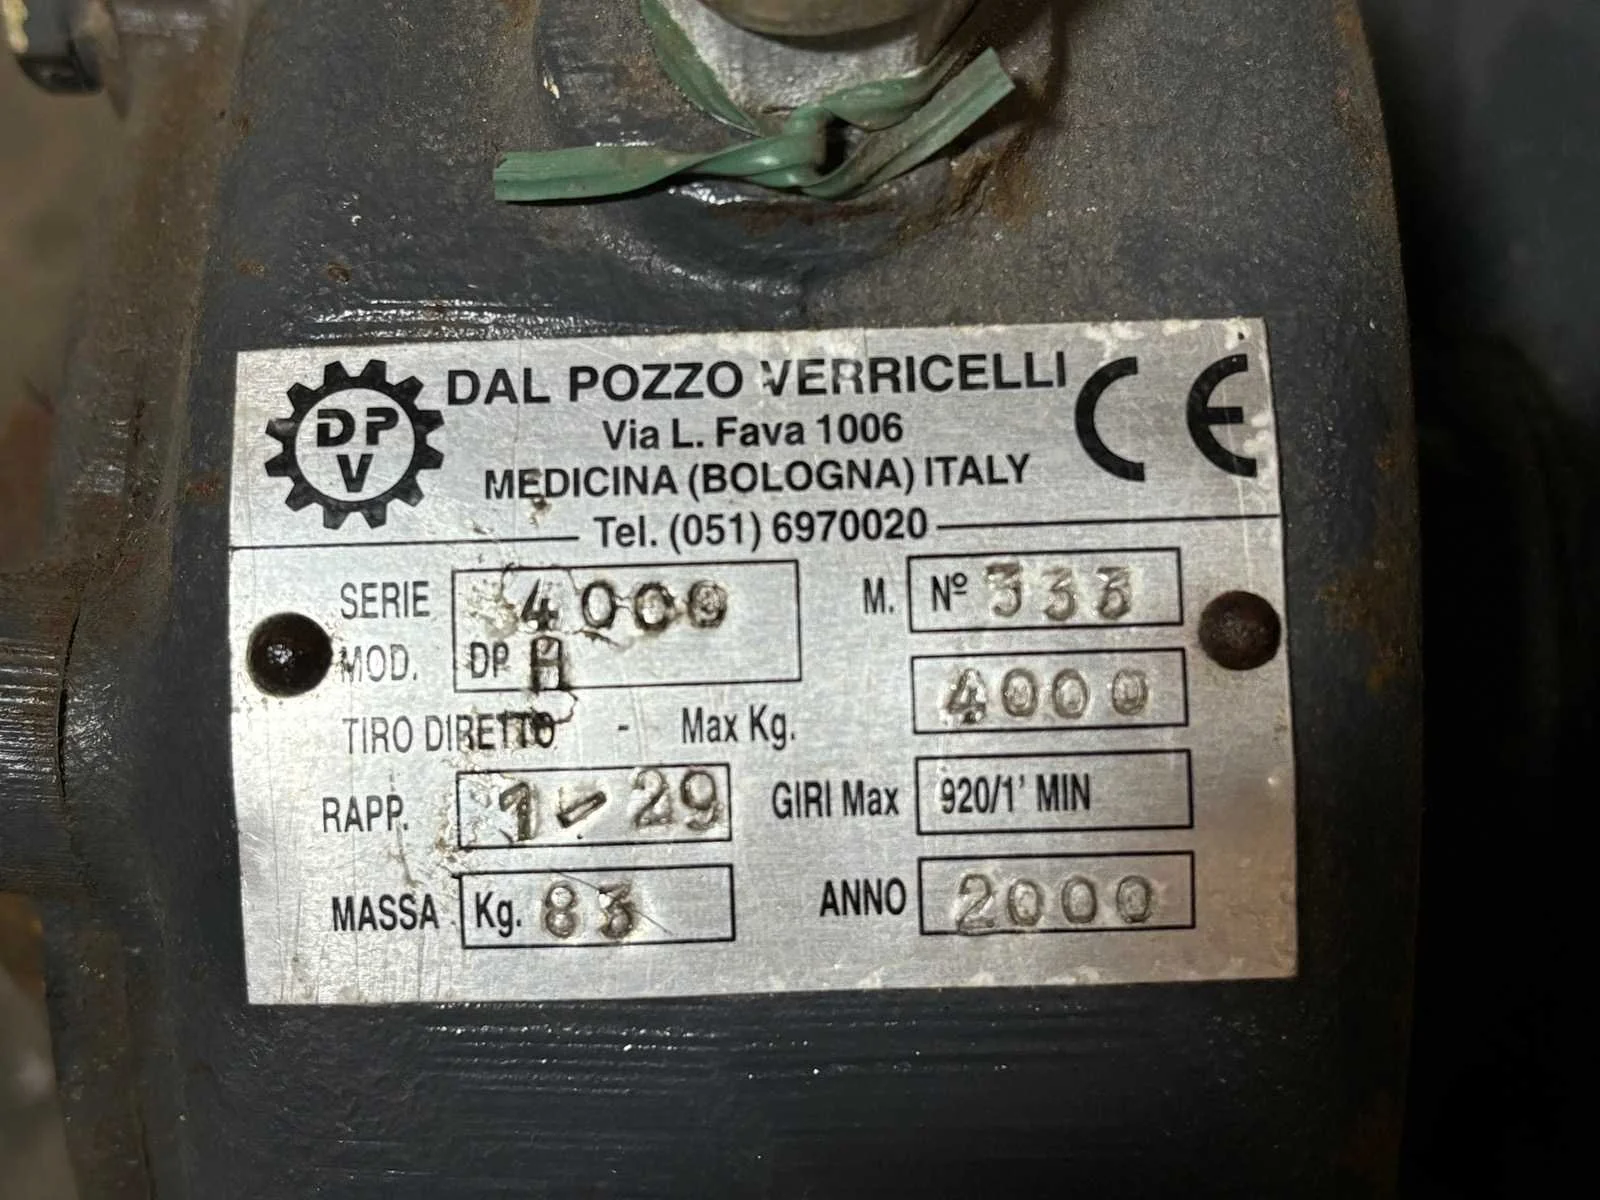 DPV
DAL POZZO VERRICELLI CE
Via L. Fava 1006
MEDICINA (BOLOGNA) ITALY
Tel. (051) 6970020
SERIE 4000 M. Nº 333
MOD. DP. H
TIRO DIRETTO - Max Kg. 4000
RAPP. 1-29 GIRI Max 920/1' MIN
MASSA Kg. 83 ANNO 2000